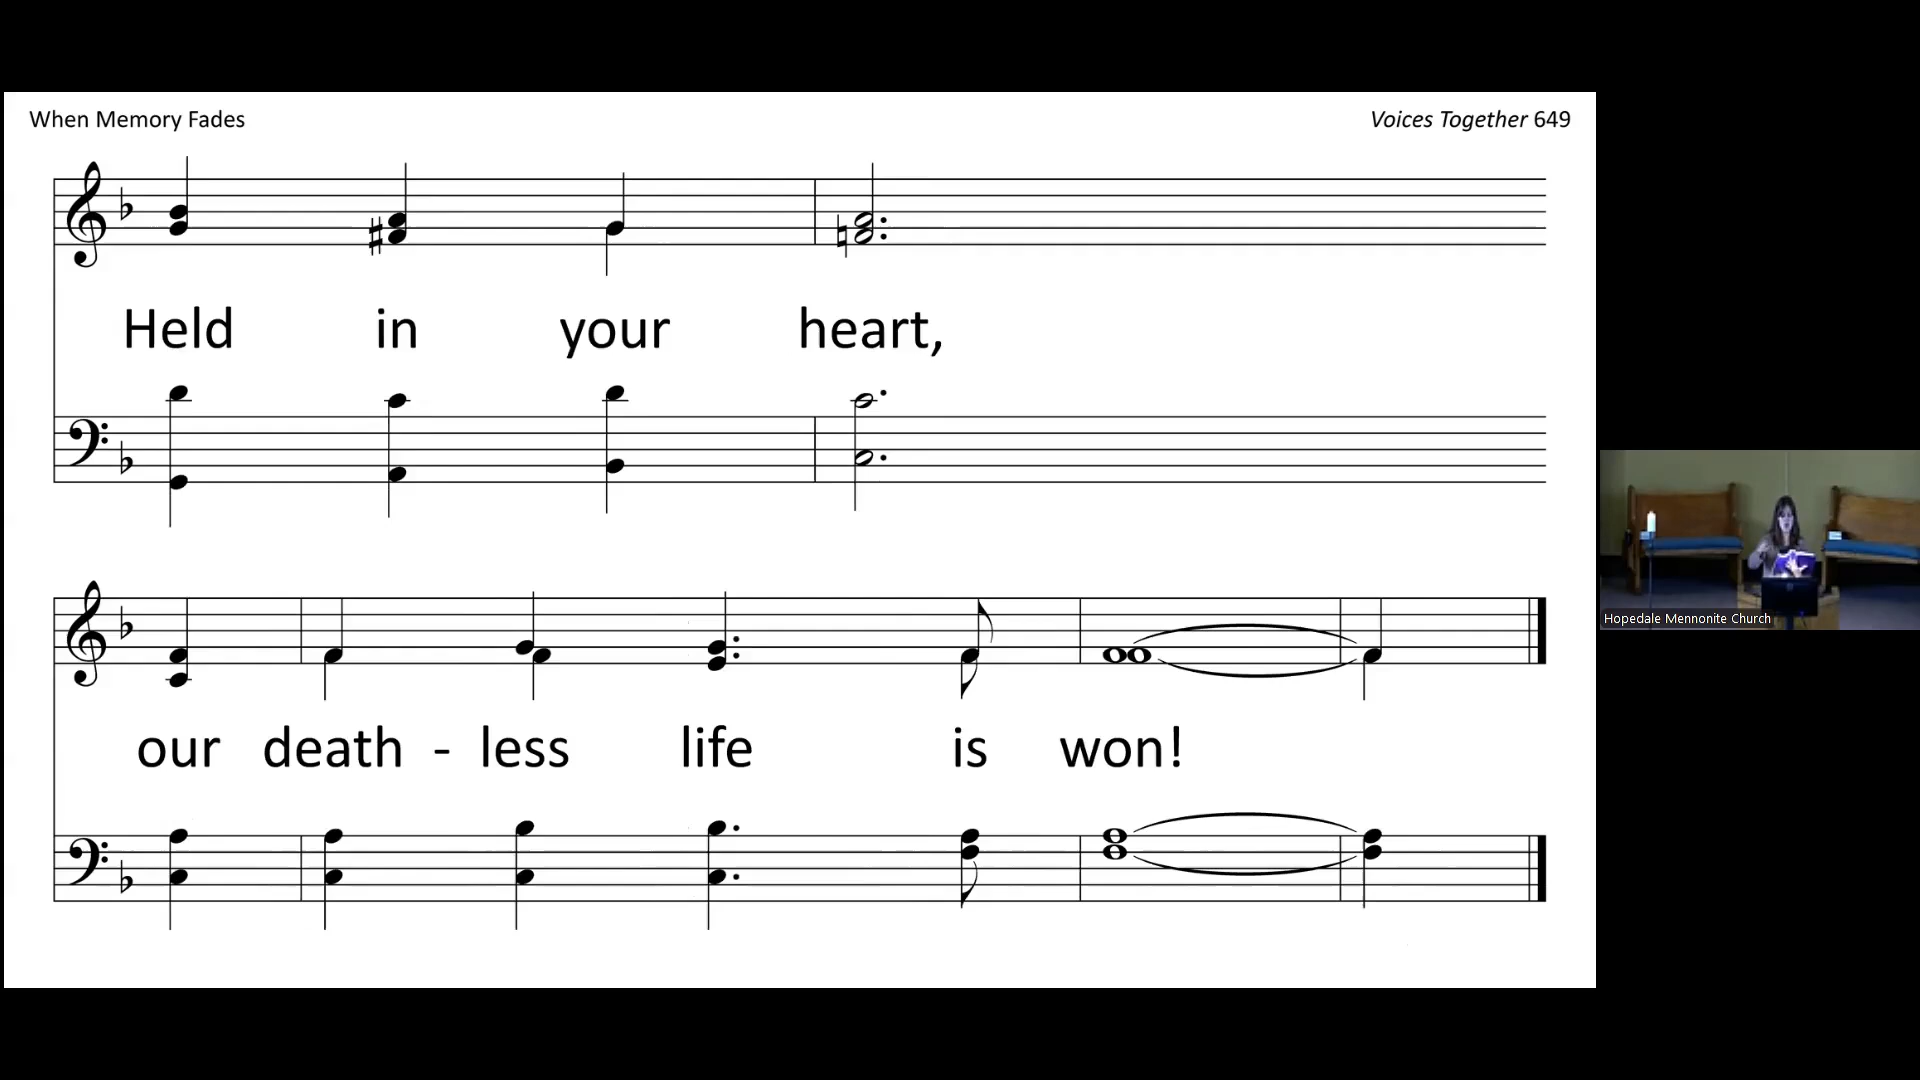 When Memory Fades
Voices Together 649
Held in your heart,
our death - less life is won!
Hopedale Mennonite Church